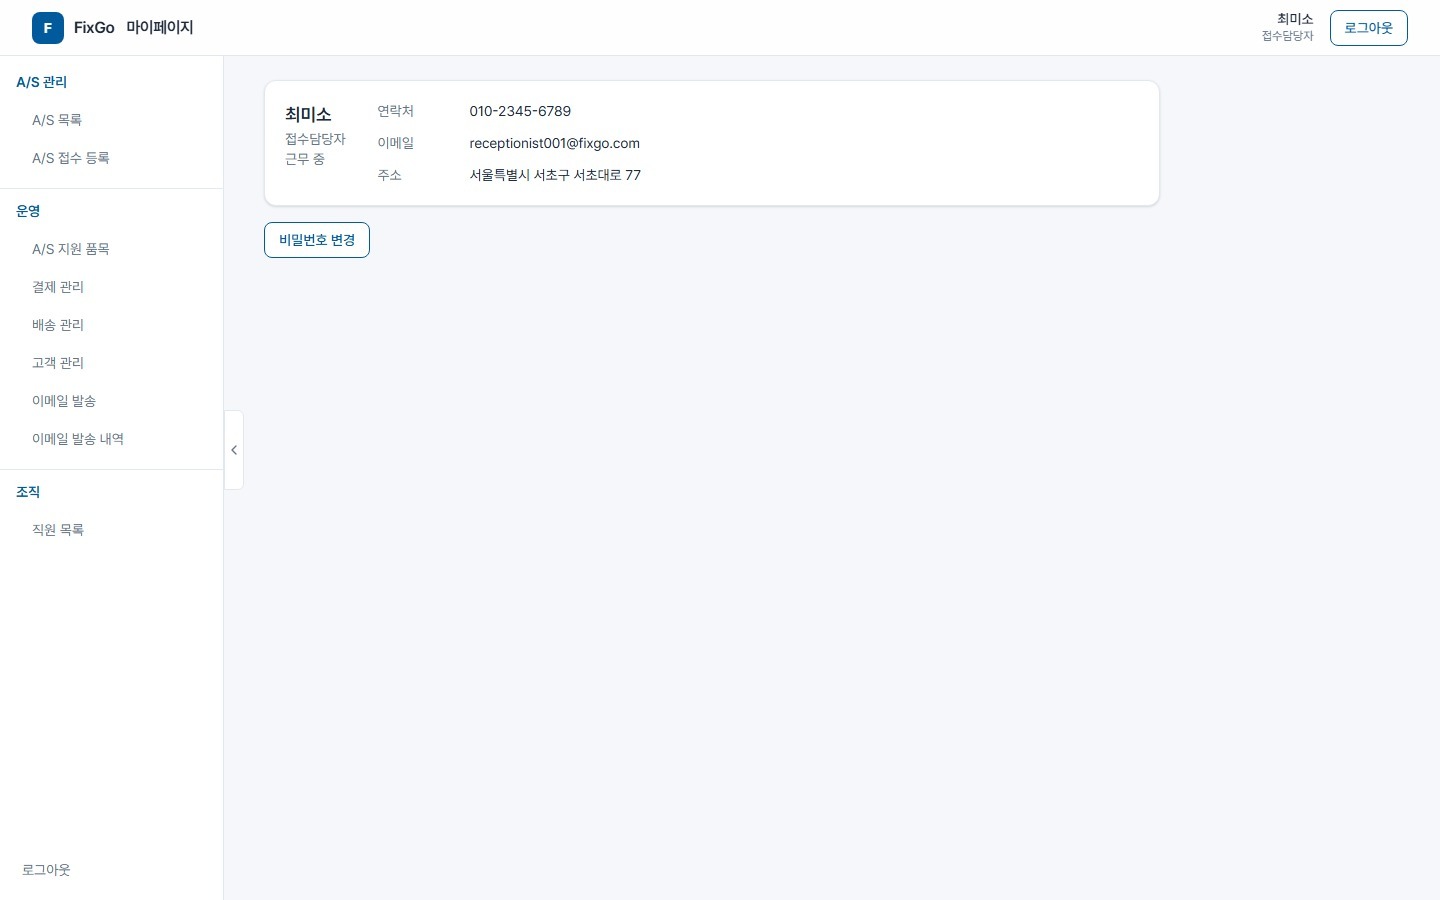 F FixGo 마이페이지
최미소
접수담당자
로그아웃
A/S 관리
A/S 목록
A/S 접수 등록
운영
A/S 지원 품목
결제 관리
배송 관리
고객 관리
이메일 발송
이메일 발송 내역
조직
직원 목록
로그아웃
최미소
접수담당자
근무 중
연락처 010-2345-6789
이메일 receptionist001@fixgo.com
주소 서울특별시 서초구 서초대로 77
비밀번호 변경